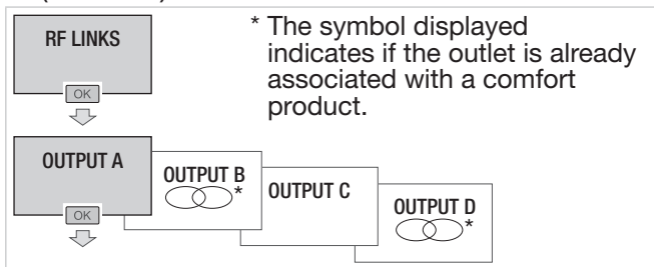 RF LINKS
OK
* The symbol displayed
indicates if the outlet is already
associated with a comfort
product.
OUTPUT A
OK
OUTPUT B
*
OUTPUT C
OUTPUT D
*